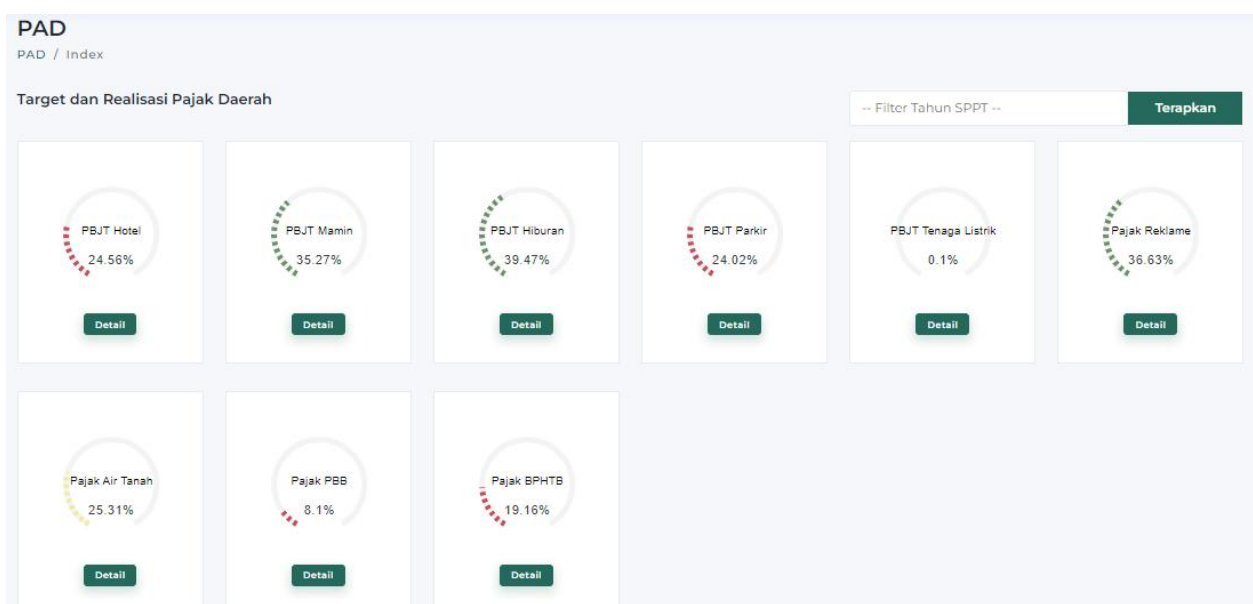 PAD
PAD / Index
Target dan Realisasi Pajak Daerah
-- Filter Tahun SPPT --
Terapkan
PBJT Hotel
24.56%
Detail
PBJT Mamin
35.27%
Detail
PBJT Hiburan
39.47%
Detail
PBJT Parkir
24.02%
Detail
PBJT Tenaga Listrik
0.1%
Detail
Pajak Reklame
36.63%
Detail
Pajak Air Tanah
25.31%
Detail
Pajak PBB
8.1%
Detail
Pajak BPHTB
19.16%
Detail